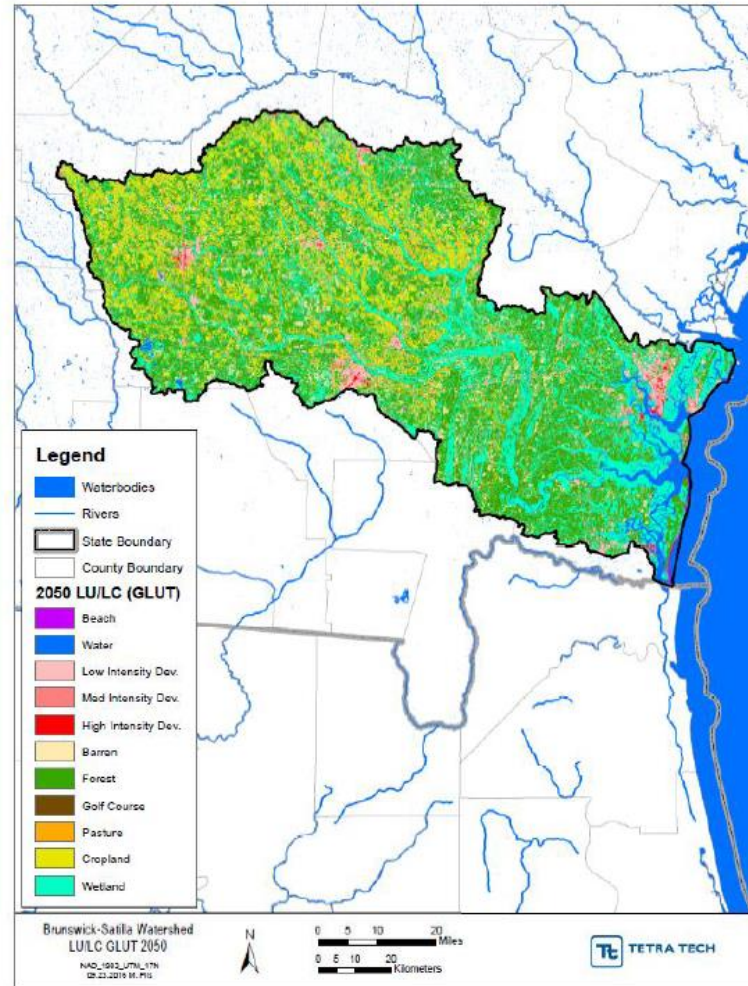 Legend
Waterbodies
Rivers
State Boundary
County Boundary
2050 LU/LC (GLUT)
Beach
Water
Low Intensity Dev.
Med Intensity Dev.
High Intensity Dev.
Barren
Forest
Golf Course
Pasture
Cropland
Wetland
Brunswick-Satilla Watershed
LU/LC GLUT 2050
NAD_1983_UTM_17N
N
0 5 10 20
Miles
0 5 10 20
Kilometers
Tt TETRA TECH